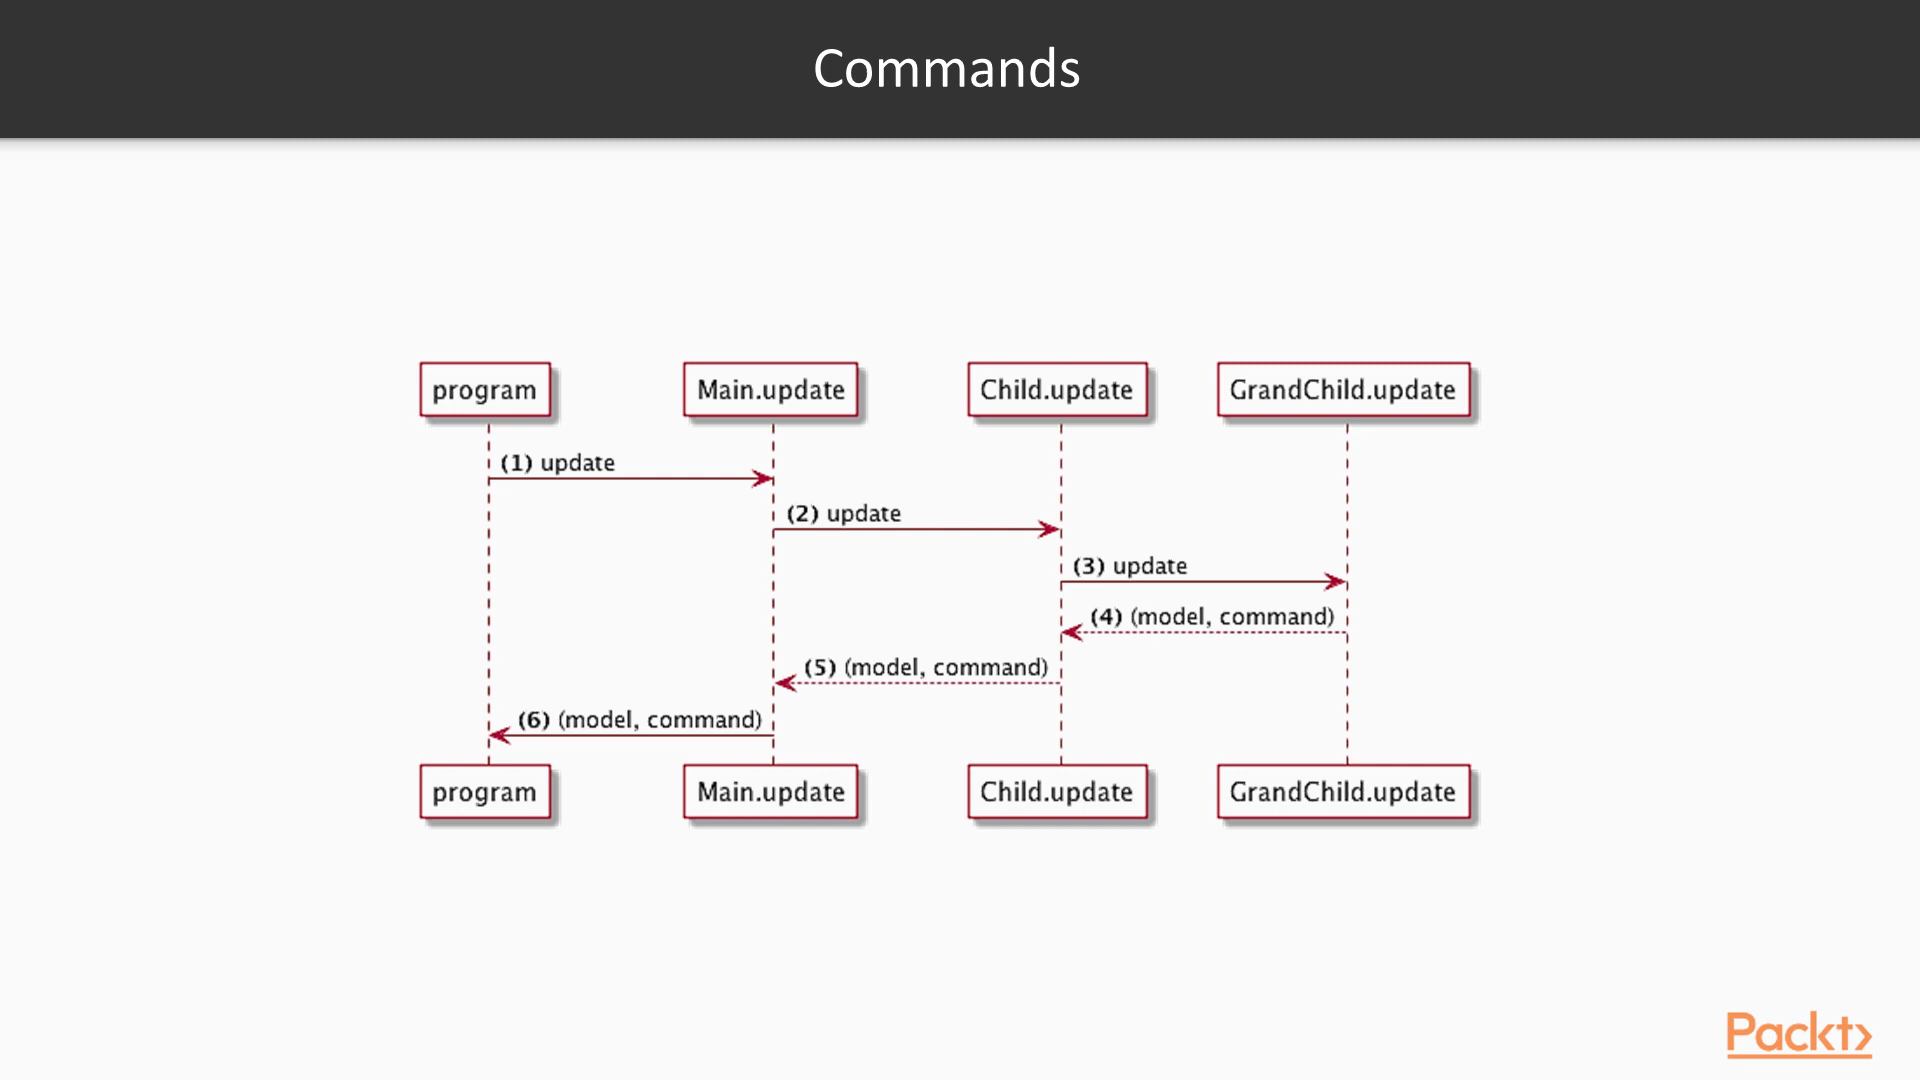 Commands
program
Main.update
Child.update
GrandChild.update
(1) update
(2) update
(3) update
(4) (model, command)
(5) (model, command)
(6) (model, command)
program
Main.update
Child.update
GrandChild.update
Packt>